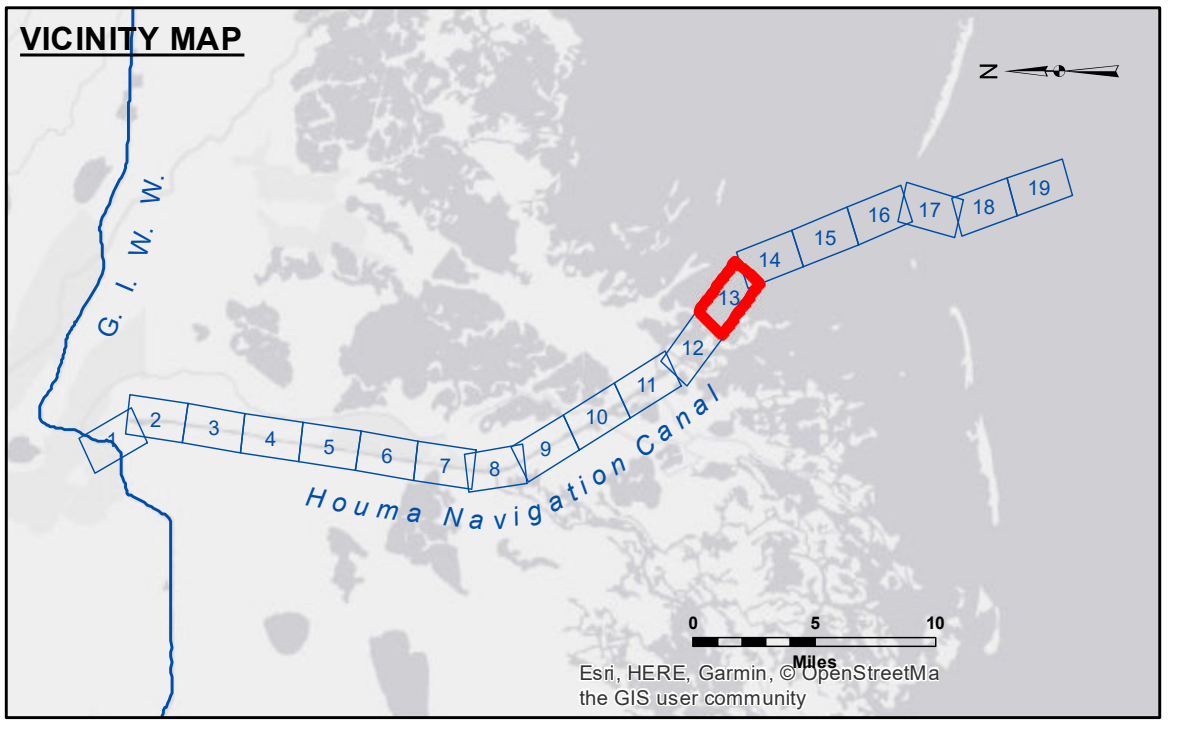 VICINITY MAP
N
G. I. W. W.
1
2
3
4
5
6
7
8
9
10
11
12
13
14
15
16
17
18
19
Houma Navigation Canal
0 5 10
Miles
Esri, HERE, Garmin, © OpenStreetMa
the GIS user community